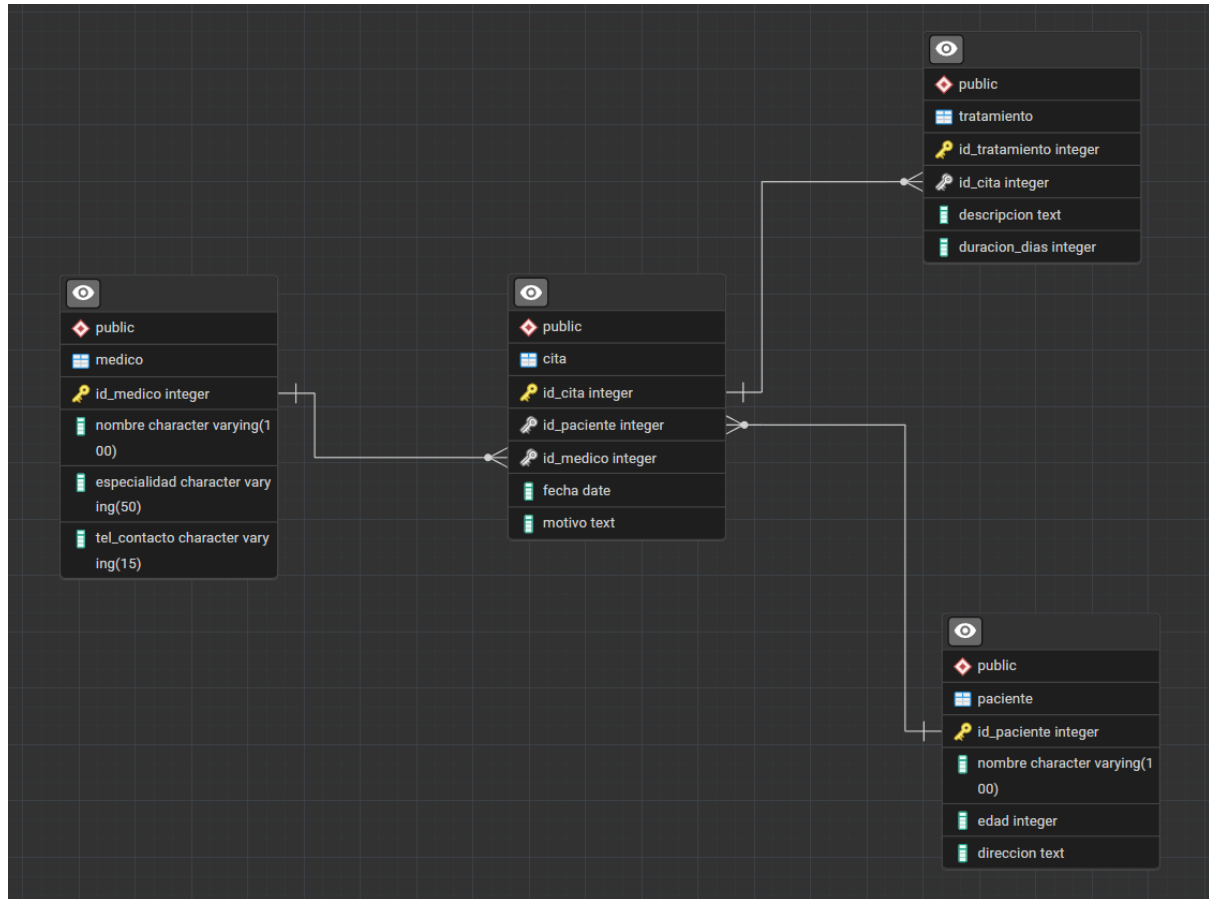 public
medico
id_medico integer
nombre character varying(1
00)
especialidad character vary
ing(50)
tel_contacto character vary
ing(15)
public
cita
id_cita integer
id_paciente integer
id_medico integer
fecha date
motivo text
public
tratamiento
id_tratamiento integer
id_cita integer
descripcion text
duracion_dias integer
public
paciente
id_paciente integer
nombre character varying(1
00)
edad integer
direccion text